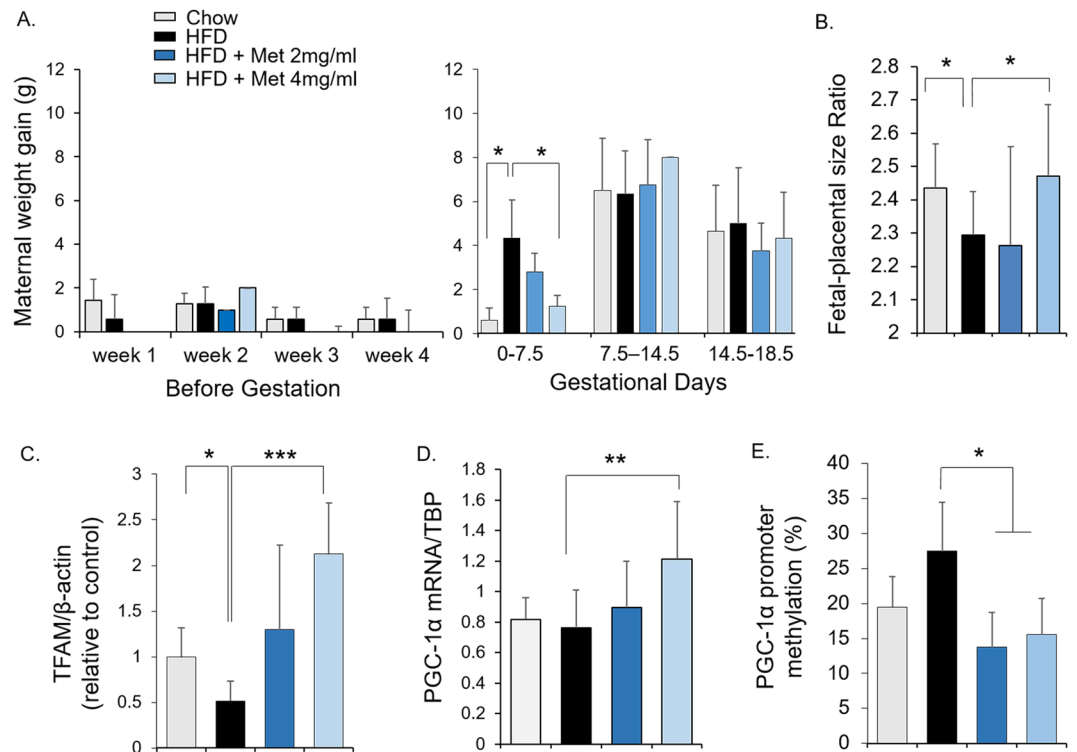 A.
Chow
HFD
HFD + Met 2mg/ml
HFD + Met 4mg/ml
Maternal weight gain (g)
12
10
8
6
4
2
0
week 1 week 2 week 3 week 4
Before Gestation
12
10
8
6
4
2
0
* *
0-7.5 7.5–14.5 14.5-18.5
Gestational Days
B.
Fetal-placental size Ratio
2.8
2.7
2.6
2.5
2.4
2.3
2.2
2.1
2
* *
C.
TFAM/β-actin
(relative to control)
3
2.5
2
1.5
1
0.5
0
* ***
D.
PGC-1α mRNA/TBP
1.8
1.6
1.4
1.2
1
0.8
0.6
0.4
0.2
0
**
E.
PGC-1α promoter
methylation (%)
40
35
30
25
20
15
10
5
0
*